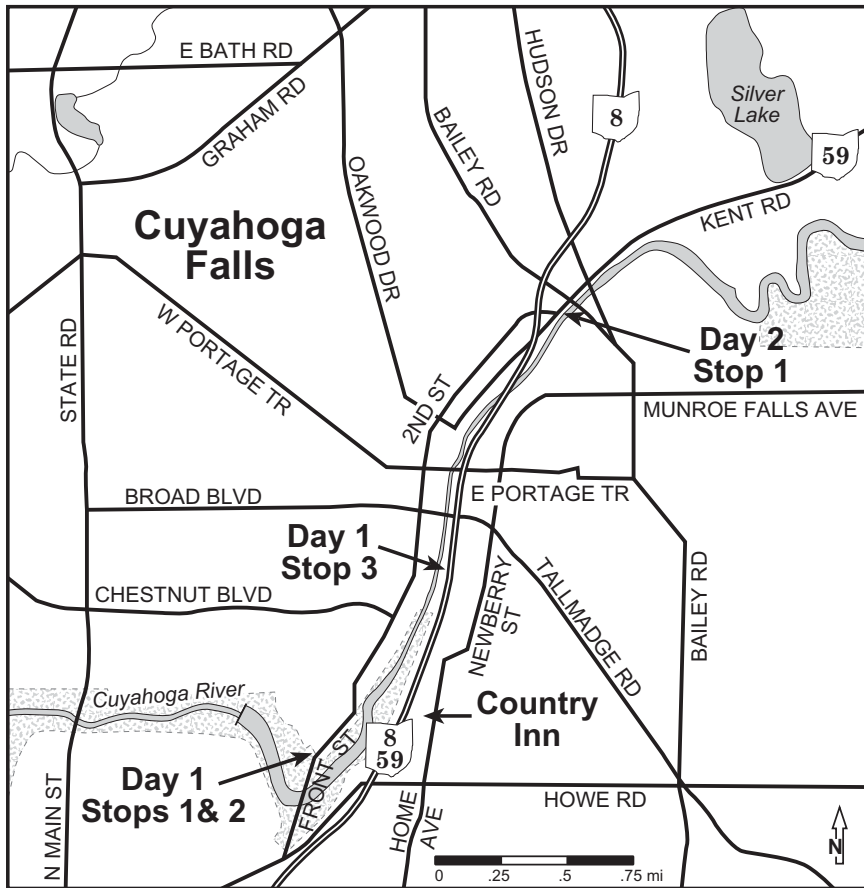 E BATH RD
GRAHAM RD
OAKWOOD DR
BAILEY RD
HUDSON DR
8
Silver
Lake
59
KENT RD
Cuyahoga
Falls
STATE RD
W PORTAGE TR
2ND ST
Day 2
Stop 1
MUNROE FALLS AVE
E PORTAGE TR
BROAD BLVD
Day 1
Stop 3
CHESTNUT BLVD
NEWBERRY
ST
TALLMADGE RD
BAILEY RD
Cuyahoga River
Country
Inn
8
59
FRONT ST
Day 1
Stops 1& 2
N MAIN ST
HOME
AVE
HOWE RD
N
0 .25 .5 .75 mi